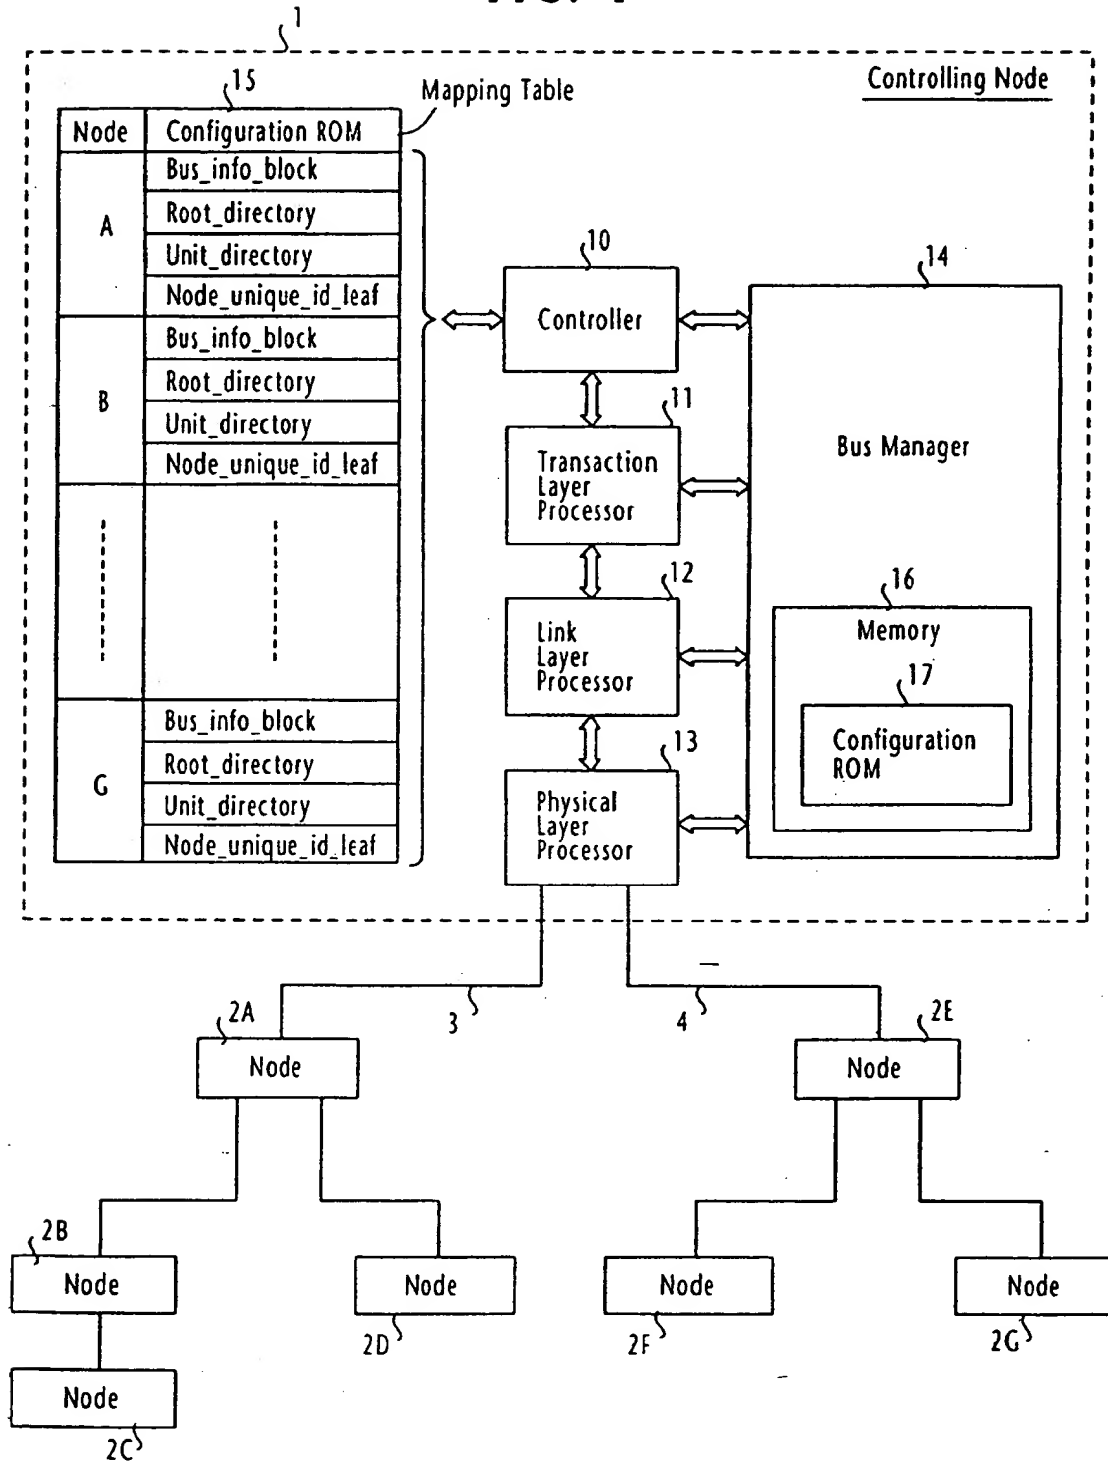 1
15
Mapping Table
Controlling Node
Node Configuration ROM
A
Bus_info_block
Root_directory
Unit_directory
Node_unique_id_leaf
B
Bus_info_block
Root_directory
Unit_directory
Node_unique_id_leaf
G
Bus_info_block
Root_directory
Unit_directory
Node_unique_id_leaf
10
Controller
11
Transaction
Layer
Processor
12
Link
Layer
Processor
13
Physical
Layer
Processor
14
Bus Manager
16
Memory
17
Configuration
ROM
3
4
2A
Node
2E
Node
2B
Node
Node
2D
Node
2F
Node
2G
Node
2C